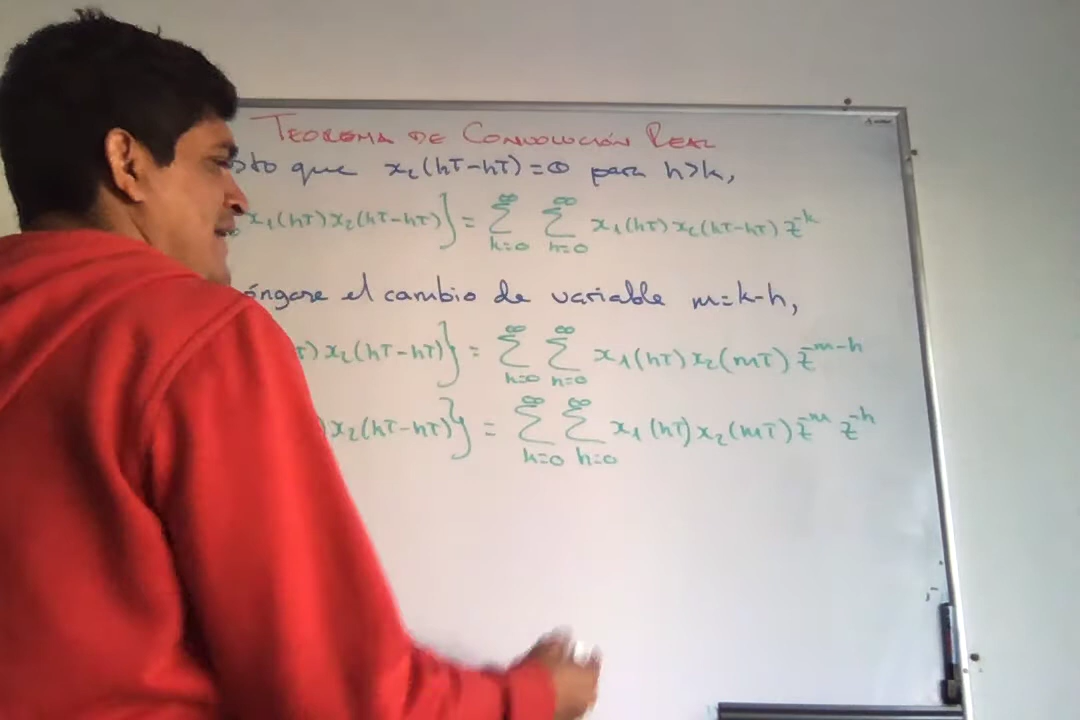 TEOREMA DE CONVOLUCIÓN REAL
sto que x₂(kT-hT)=0 para h>k,
x₁(hT)x₂(kT-hT)}=∑_{k=0}^{∞} ∑_{h=0}^{∞} x₁(hT)x₂(kT-hT)z^{-k}
óngase el cambio de variable m=k-h,
)x₂(kT-hT)}=∑_{k=0}^{∞} ∑_{h=0}^{∞} x₁(hT)x₂(mT)z^{-m-h}
)x₂(kT-hT)}=∑_{k=0}^{∞} ∑_{h=0}^{∞} x₁(hT)x₂(mT)z^{-m} z^{-h}